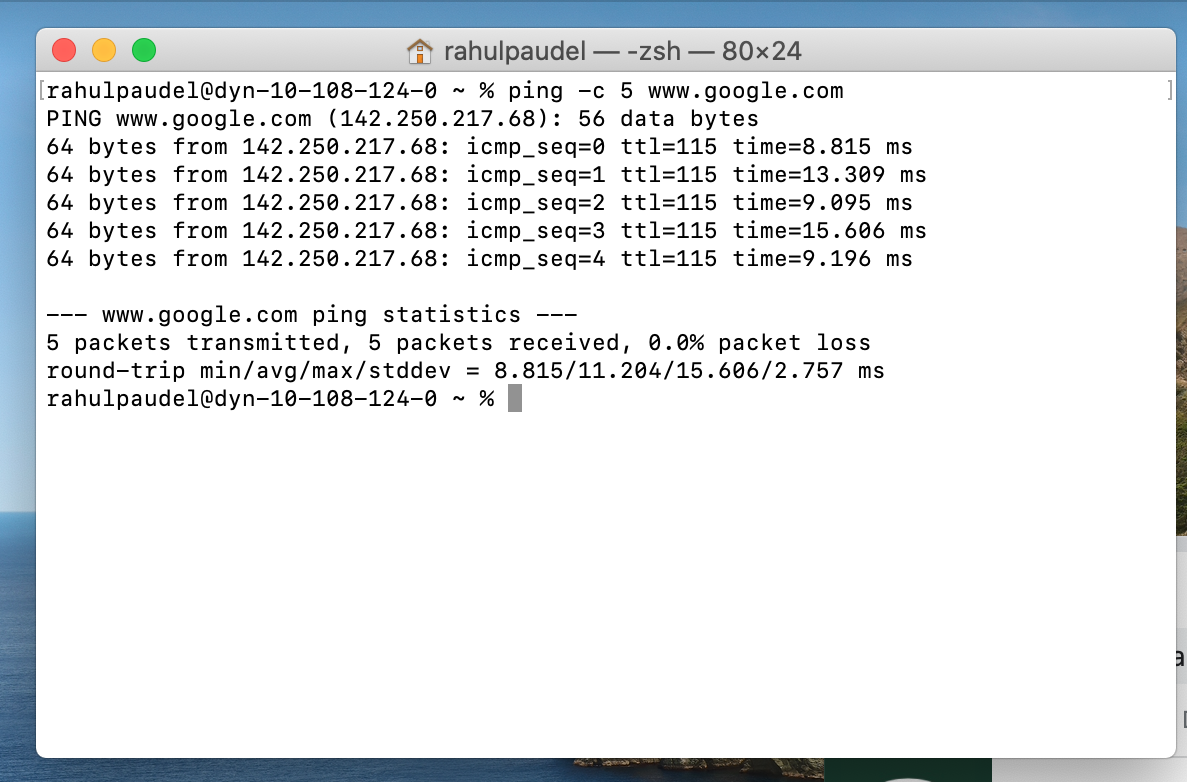 rahulpaudel — -zsh — 80×24
[rahulpaudel@dyn-10-108-124-0 ~ % ping -c 5 www.google.com ]
PING www.google.com (142.250.217.68): 56 data bytes
64 bytes from 142.250.217.68: icmp_seq=0 ttl=115 time=8.815 ms
64 bytes from 142.250.217.68: icmp_seq=1 ttl=115 time=13.309 ms
64 bytes from 142.250.217.68: icmp_seq=2 ttl=115 time=9.095 ms
64 bytes from 142.250.217.68: icmp_seq=3 ttl=115 time=15.606 ms
64 bytes from 142.250.217.68: icmp_seq=4 ttl=115 time=9.196 ms
--- www.google.com ping statistics ---
5 packets transmitted, 5 packets received, 0.0% packet loss
round-trip min/avg/max/stddev = 8.815/11.204/15.606/2.757 ms
rahulpaudel@dyn-10-108-124-0 ~ %